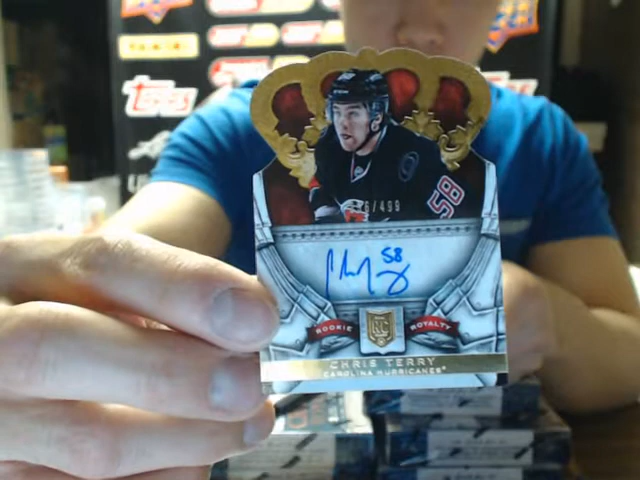 PANINI
TOPPS
58
/499
58
ROOKIE
RC
ROYALTY
CHRIS TERRY
CAROLINA HURRICANES